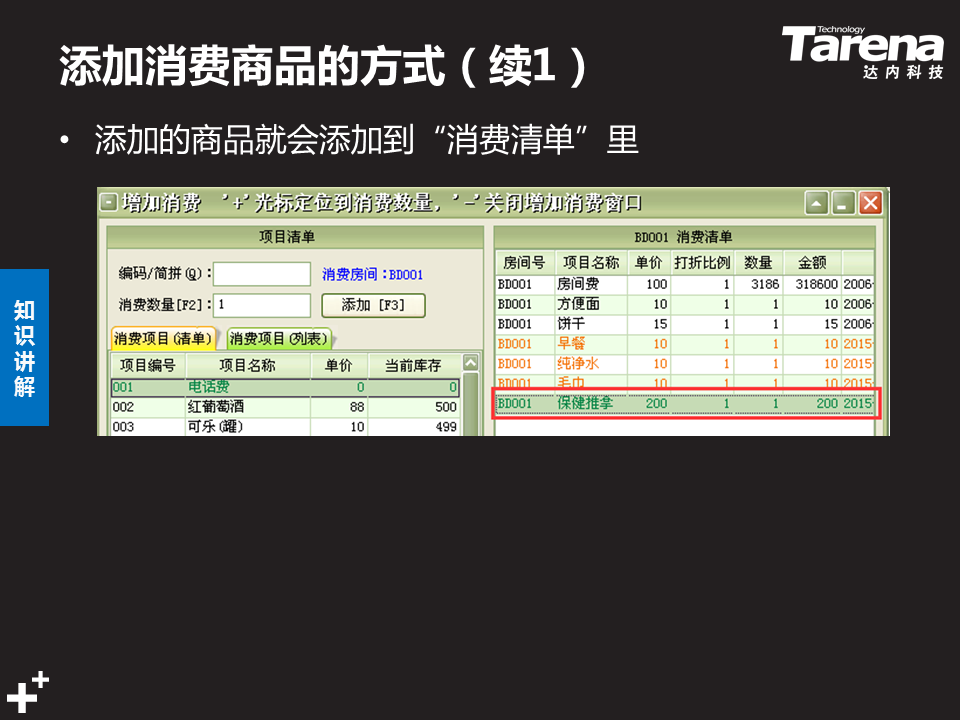 添加消费商品的方式（续1）
Technology
Tarena
达内科技
• 添加的商品就会添加到“消费清单”里
知识讲解
增加消费 '+'光标定位到消费数量，'-'关闭增加消费窗口
项目清单
编码/简拼(Q)： 消费房间：BD001
消费数量[F2]：1 添加 [F3]
消费项目(清单) 消费项目(列表)
项目编号 项目名称 单价 当前库存
001 电话费 0 0
002 红葡萄酒 88 500
003 可乐(罐) 10 499
BD001 消费清单
房间号 项目名称 单价 打折比例 数量 金额
BD001 房间费 100 1 3186 318600 2006-
BD001 方便面 10 1 1 10 2006-
BD001 饼干 15 1 1 15 2006-
BD001 早餐 10 1 1 10 2015-
BD001 纯净水 10 1 1 10 2015-
BD001 毛巾 10 1 1 10 2015-
BD001 保健推拿 200 1 1 200 2015-